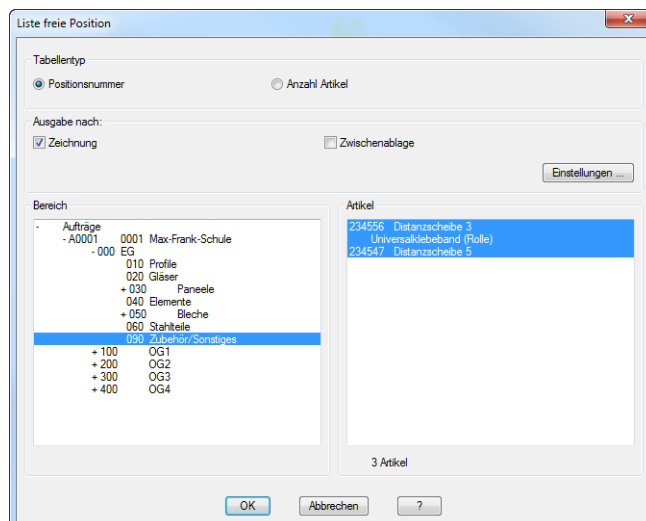 Liste freie Position
Tabellentyp
Positionsnummer Anzahl Artikel
Ausgabe nach:
Zeichnung Zwischenablage
Einstellungen ...
Bereich
- Aufträge
- A0001 0001 Max-Frank-Schule
- 000 EG
010 Profile
020 Gläser
+ 030 Paneele
040 Elemente
+ 050 Bleche
060 Stahlteile
090 Zubehör/Sonstiges
+ 100 OG1
+ 200 OG2
+ 300 OG3
+ 400 OG4
Artikel
234556 Distanzscheibe 3
Universalklebeband (Rolle)
234547 Distanzscheibe 5
3 Artikel
OK Abbrechen ?